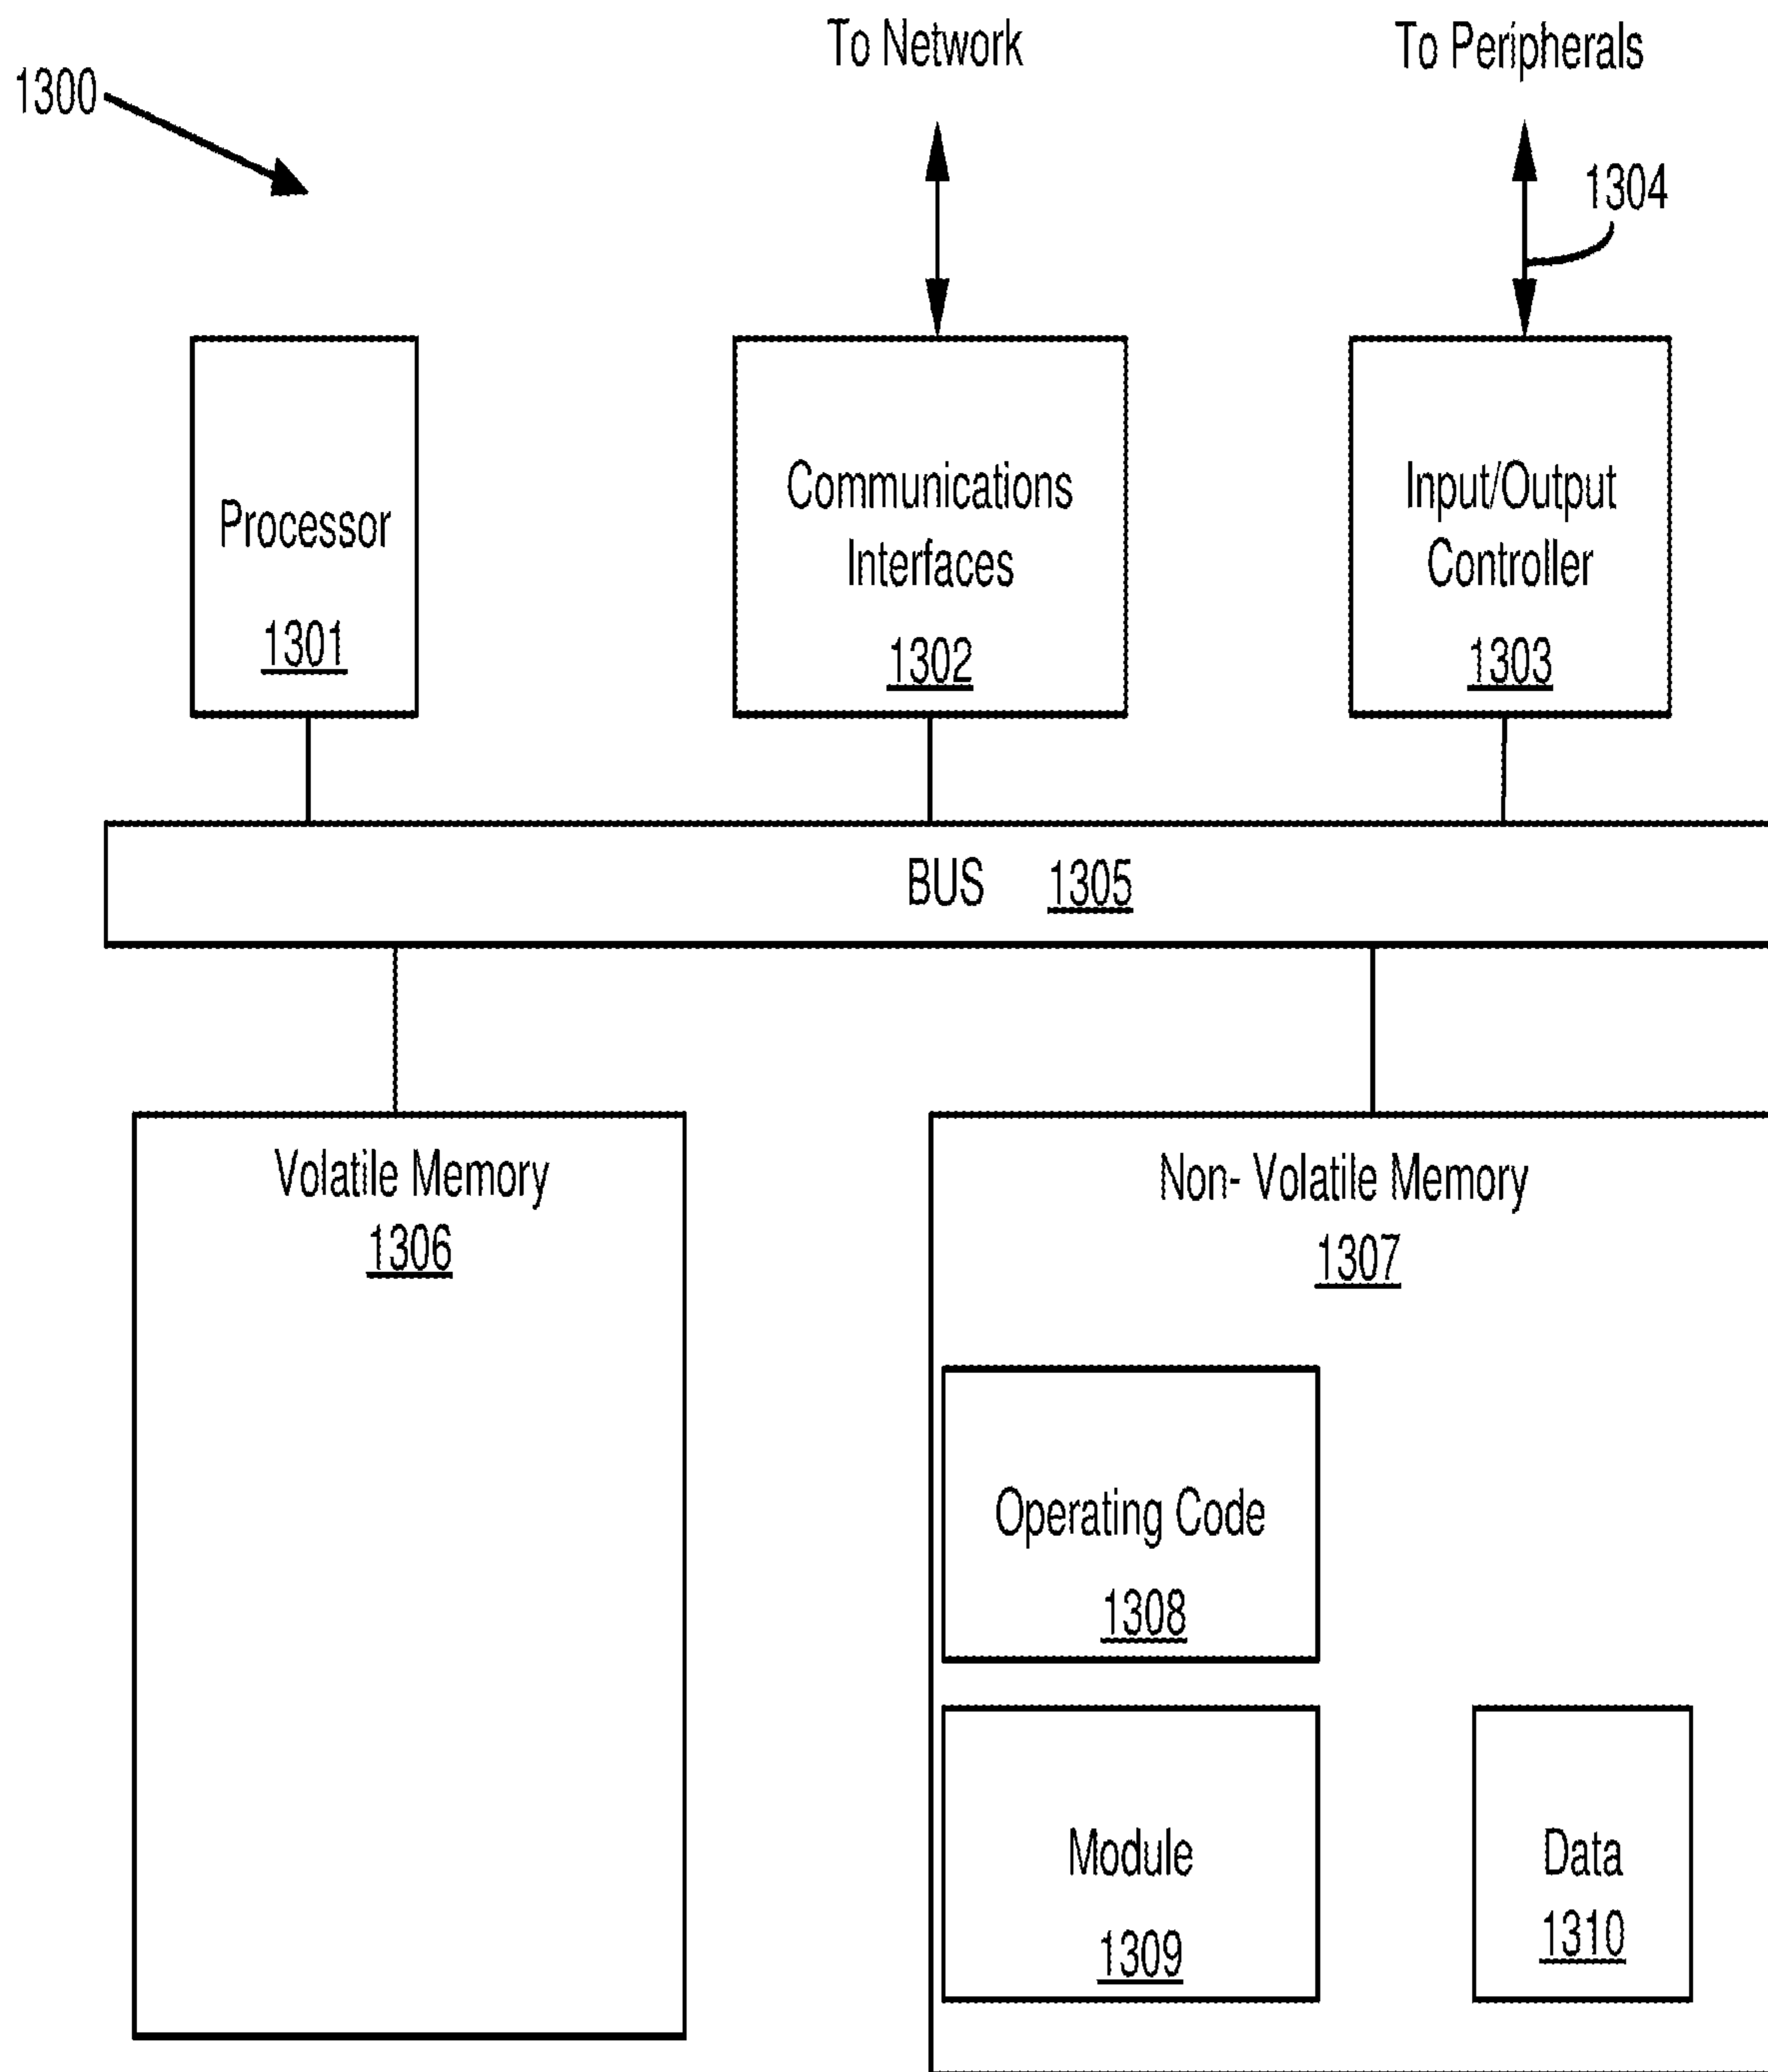 To Network
To Peripherals
1300
1304
Processor
1301
Communications
Interfaces
1302
Input/Output
Controller
1303
BUS 1305
Volatile Memory
1306
Non- Volatile Memory
1307
Operating Code
1308
Module
1309
Data
1310